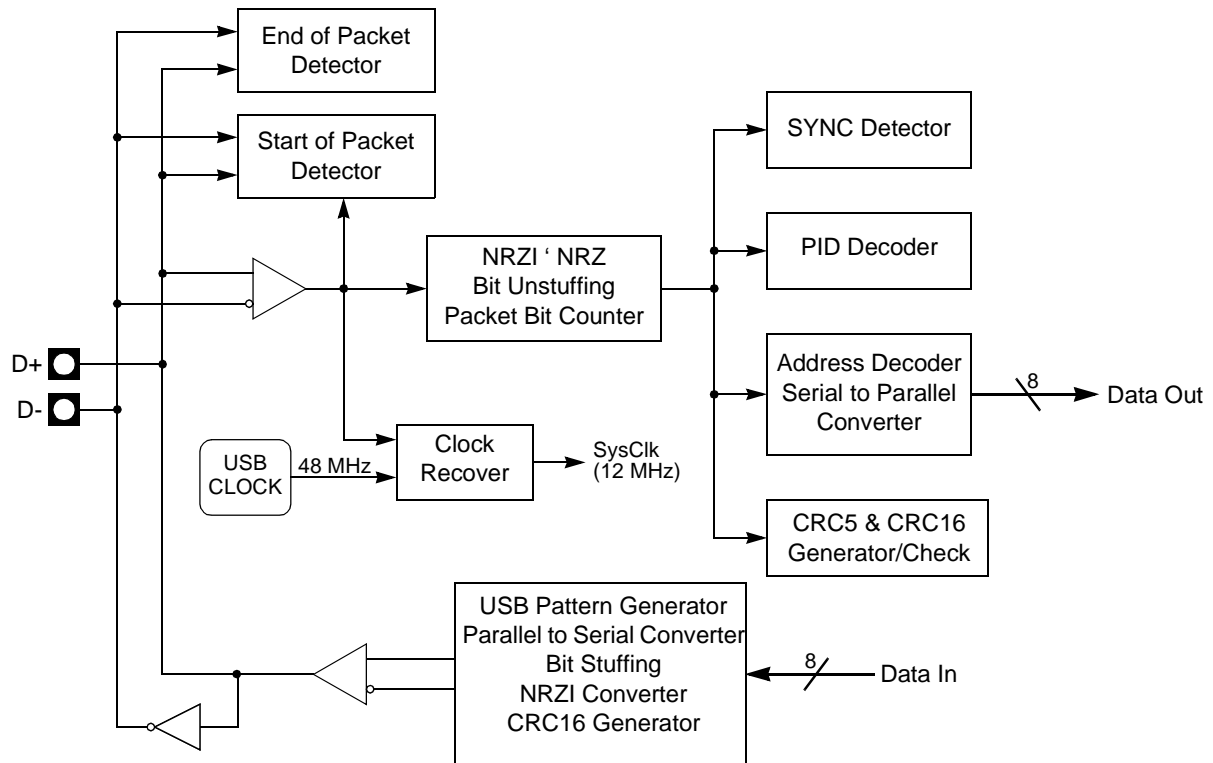 End of Packet
Detector
Start of Packet
Detector
SYNC Detector
NRZI ‘ NRZ
Bit Unstuffing
Packet Bit Counter
PID Decoder
D+
D-
Address Decoder
Serial to Parallel
Converter
8
Data Out
USB
CLOCK
48 MHz
Clock
Recover
SysClk
(12 MHz)
CRC5 & CRC16
Generator/Check
USB Pattern Generator
Parallel to Serial Converter
Bit Stuffing
NRZI Converter
CRC16 Generator
8
Data In